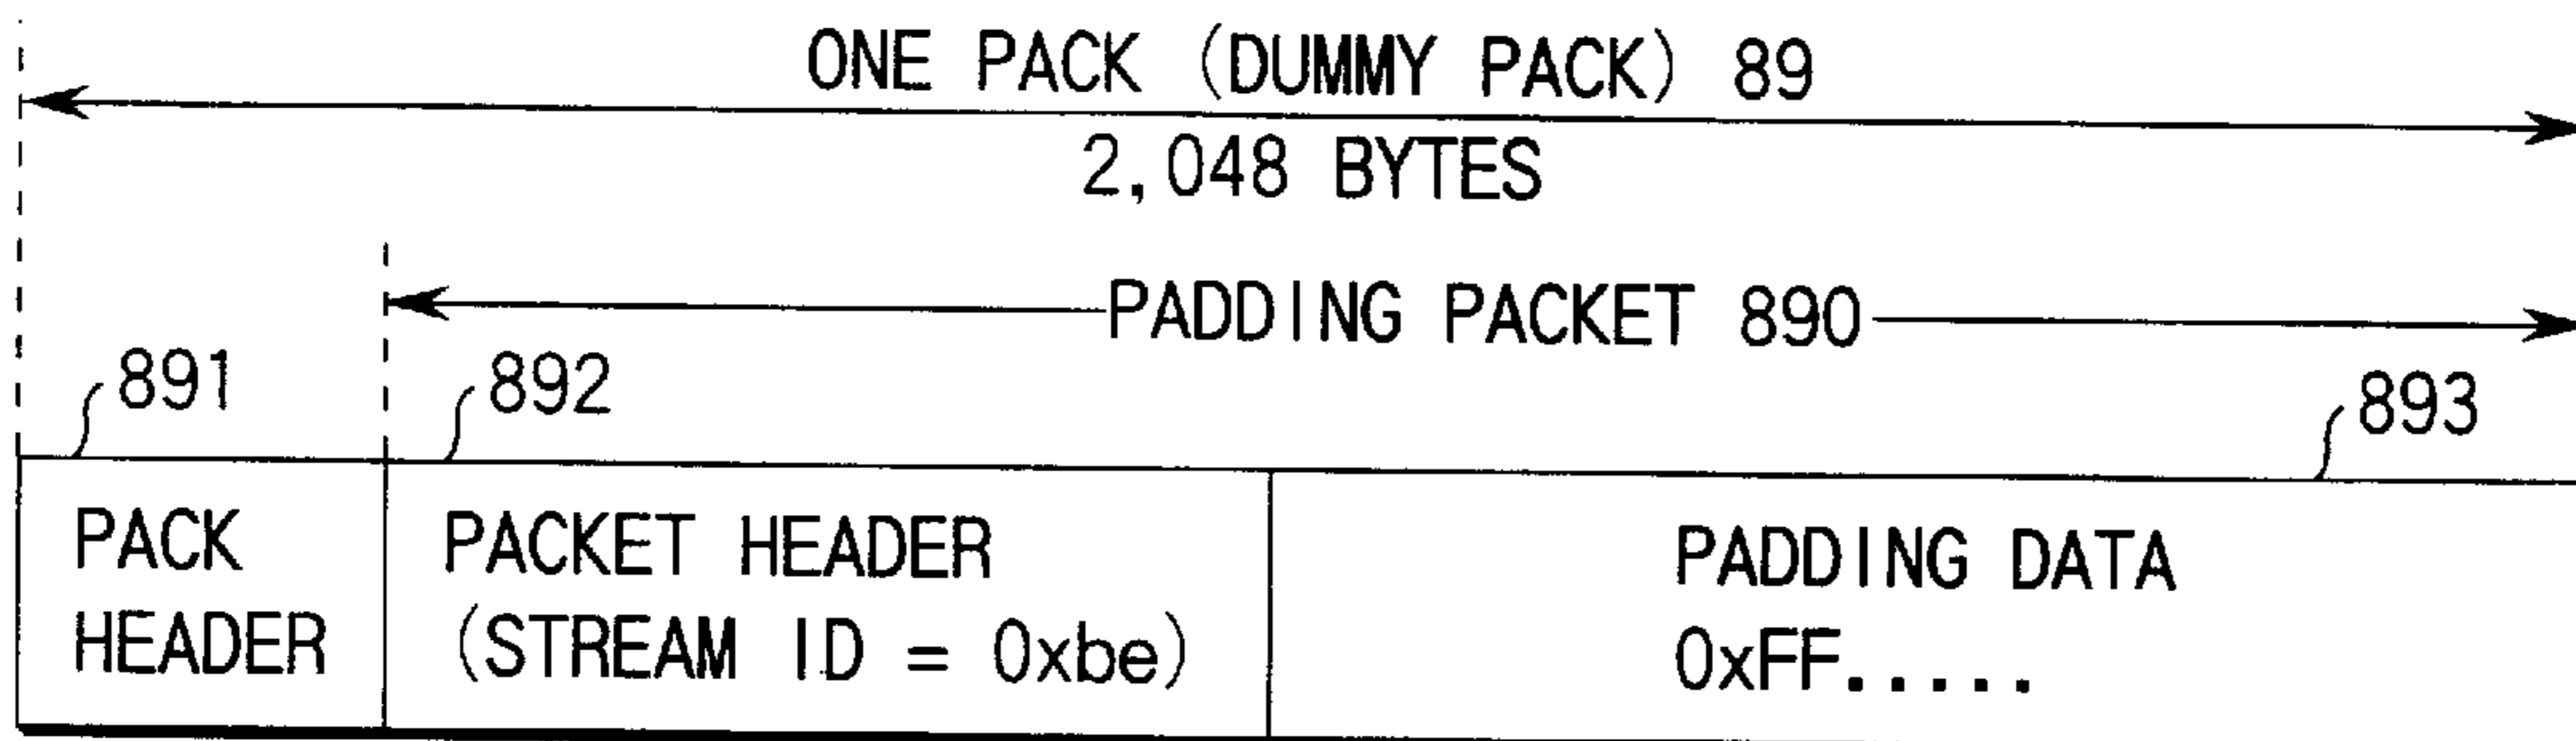 ONE PACK (DUMMY PACK) 89
2,048 BYTES
PADDING PACKET 890
891
892
893
PACK
HEADER
PACKET HEADER
(STREAM ID = 0xbe)
PADDING DATA
0xFF.....